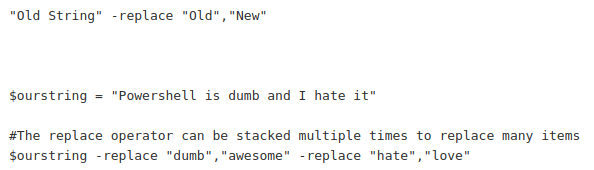 "Old String" -replace "Old","New"
$ourstring = "Powershell is dumb and I hate it"
#The replace operator can be stacked multiple times to replace many items
$ourstring -replace "dumb","awesome" -replace "hate","love"